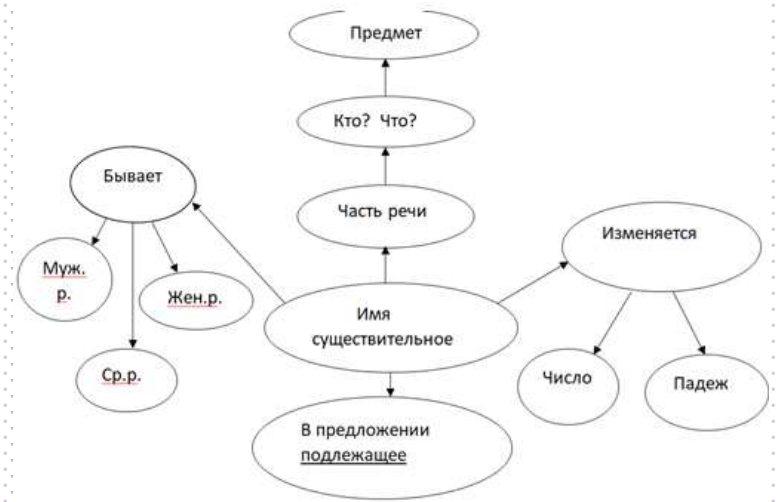 Предмет
Кто? Что?
Бывает
Часть речи
Изменяется
Муж.
р.
Жен.р.
Имя
существительное
Ср.р.
Число
Падеж
В предложении
подлежащее